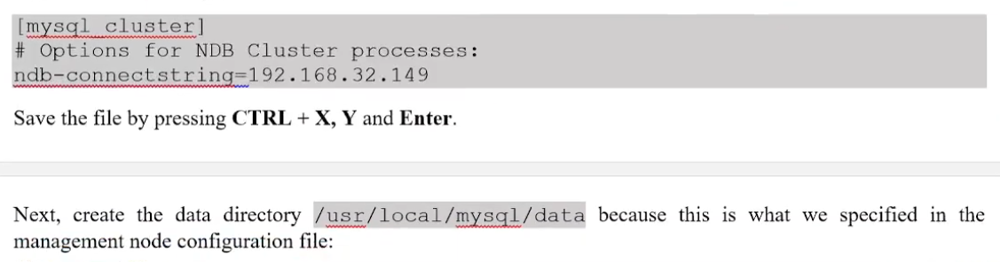 [mysql_cluster]
# Options for NDB Cluster processes:
ndb-connectstring=192.168.32.149
Save the file by pressing CTRL + X, Y and Enter.
Next, create the data directory /usr/local/mysql/data because this is what we specified in the
management node configuration file: